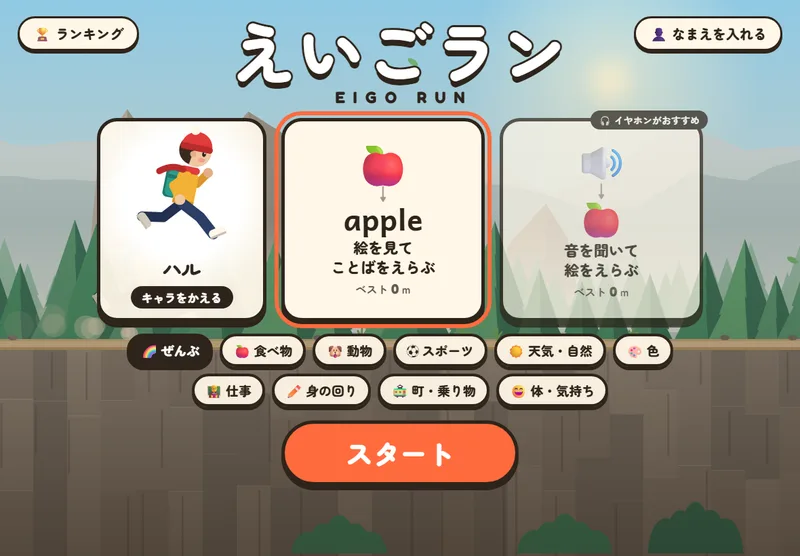 ランキング
えいごラン
なまえを入れる
EIGO RUN
イヤホンがおすすめ
apple
絵を見て
ことばをえらぶ
ベスト 0 m
音を聞いて
絵をえらぶ
ベスト 0 m
ハル
キャラをかえる
ぜんぶ
食べ物
動物
スポーツ
天気・自然
色
仕事
身の回り
町・乗り物
体・気持ち
スタート